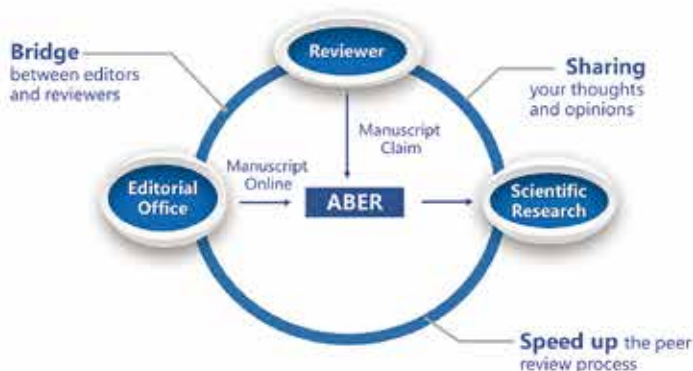 Reviewer
Bridge
between editors
and reviewers
Sharing
your thoughts
and opinions
Manuscript
Claim
Manuscript
Online
Editorial
Office
ABER
Scientific
Research
Speed up the peer
review process